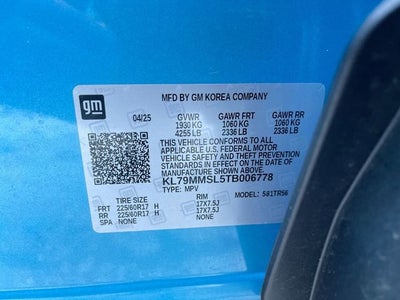 gm
MFD BY GM KOREA COMPANY
04/25 GVWR GAWR FRT GAWR RR
1930 KG 1060 KG 1060 KG
4255 LB 2336 LB 2336 LB
THIS VEHICLE CONFORMS TO ALL
APPLICABLE U.S. FEDERAL MOTOR
VEHICLE SAFETY, BUMPER, AND
THEFT PREVENTION STANDARDS IN
EFFECT ON THE DATE OF
MANUFACTURE SHOWN ABOVE.
KL79MMSL5TB006778
TYPE: MPV MODEL: 581TR56
TIRE SIZE RIM
FRT 225/60R17 H 17X7.5J
RR 225/60R17 H 17X7.5J
SPA NONE NONE